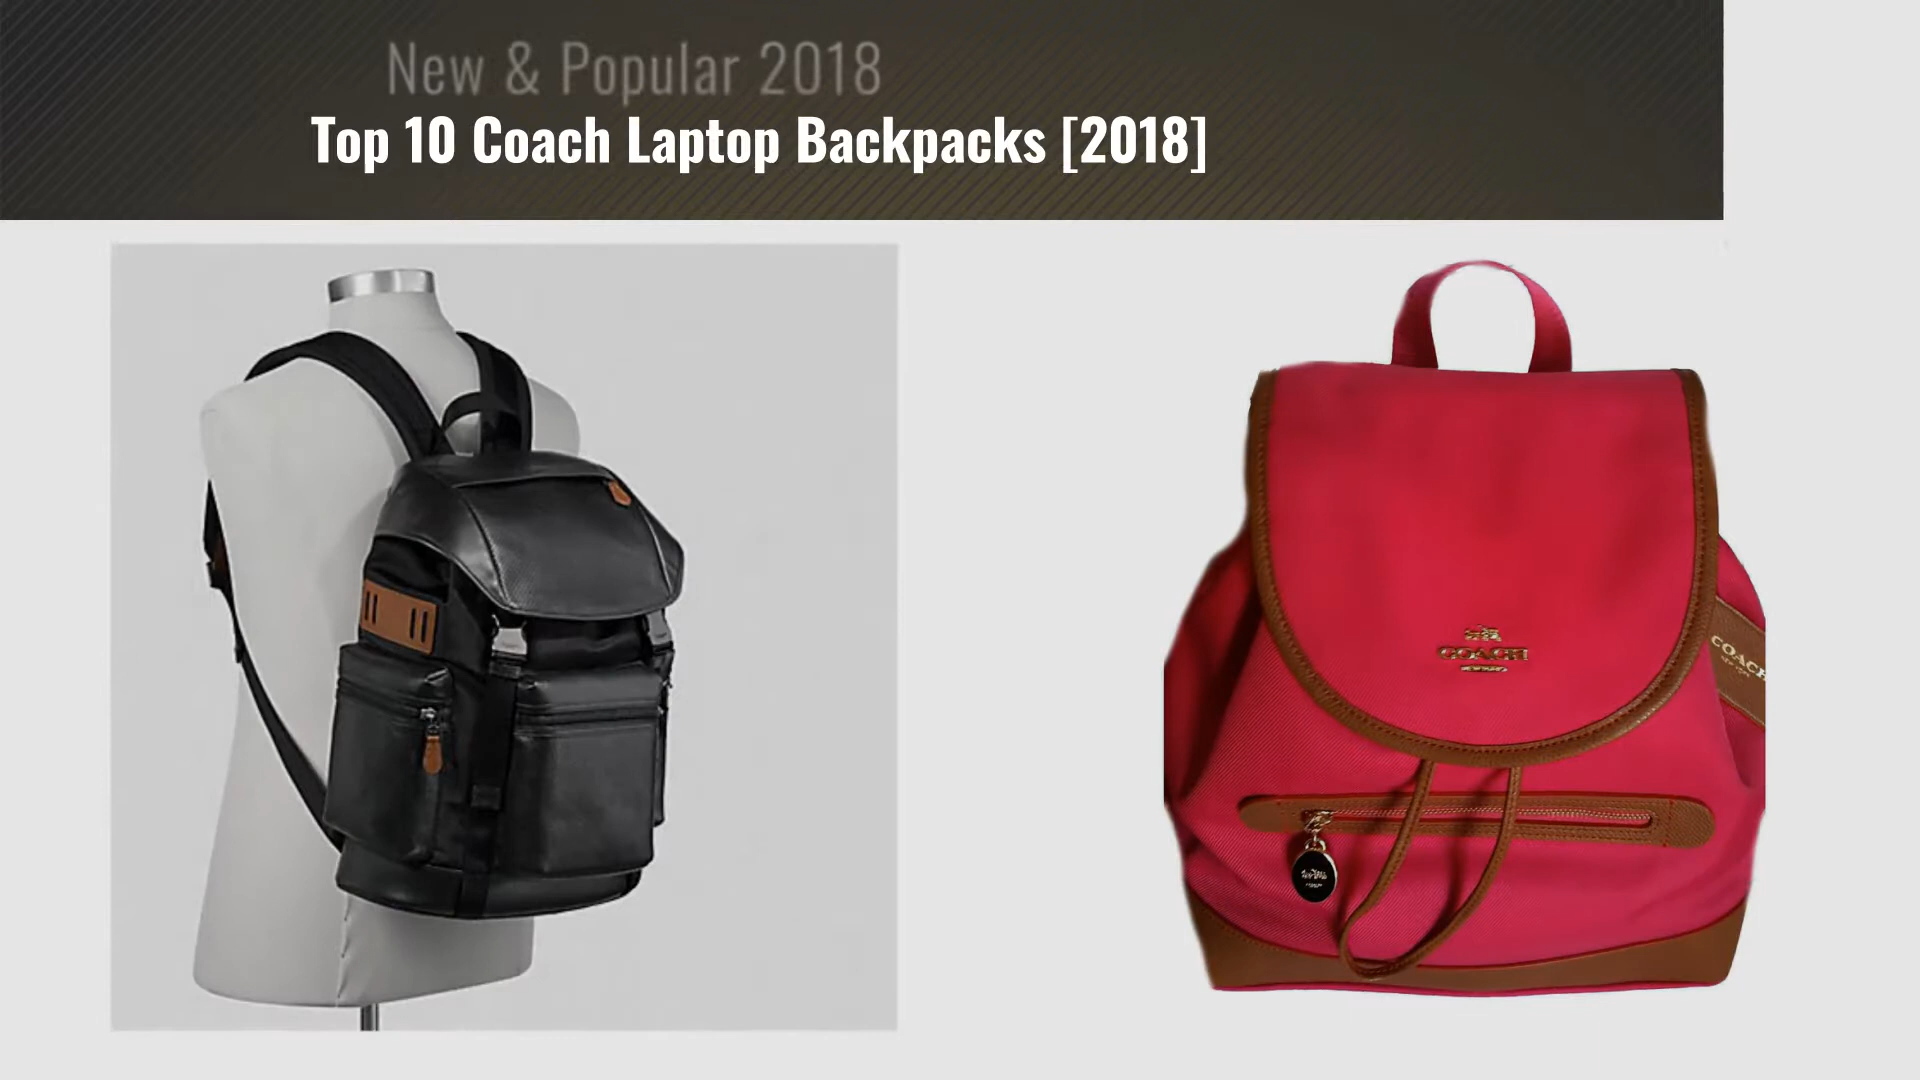 New & Popular 2018
Top 10 Coach Laptop Backpacks [2018]
COACH
COACH